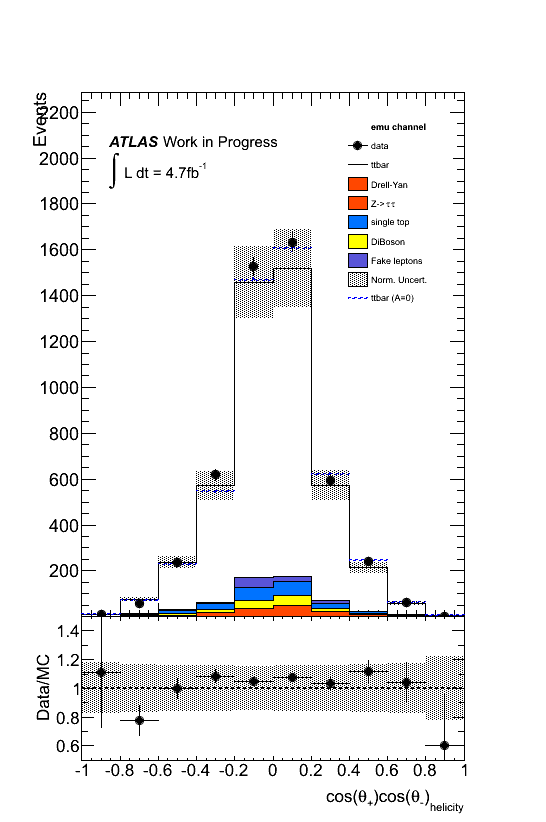 Events
2200
2000
1800
1600
1400
1200
1000
800
600
400
200
ATLAS Work in Progress
∫ L dt = 4.7fb⁻¹
emu channel
data
ttbar
Drell-Yan
Z->ττ
single top
DiBoson
Fake leptons
Norm. Uncert.
ttbar (A=0)
Data/MC
1.4
1.2
1
0.8
0.6
-1 -0.8 -0.6 -0.4 -0.2 0 0.2 0.4 0.6 0.8 1
cos(θ₊)cos(θ₋)helicity